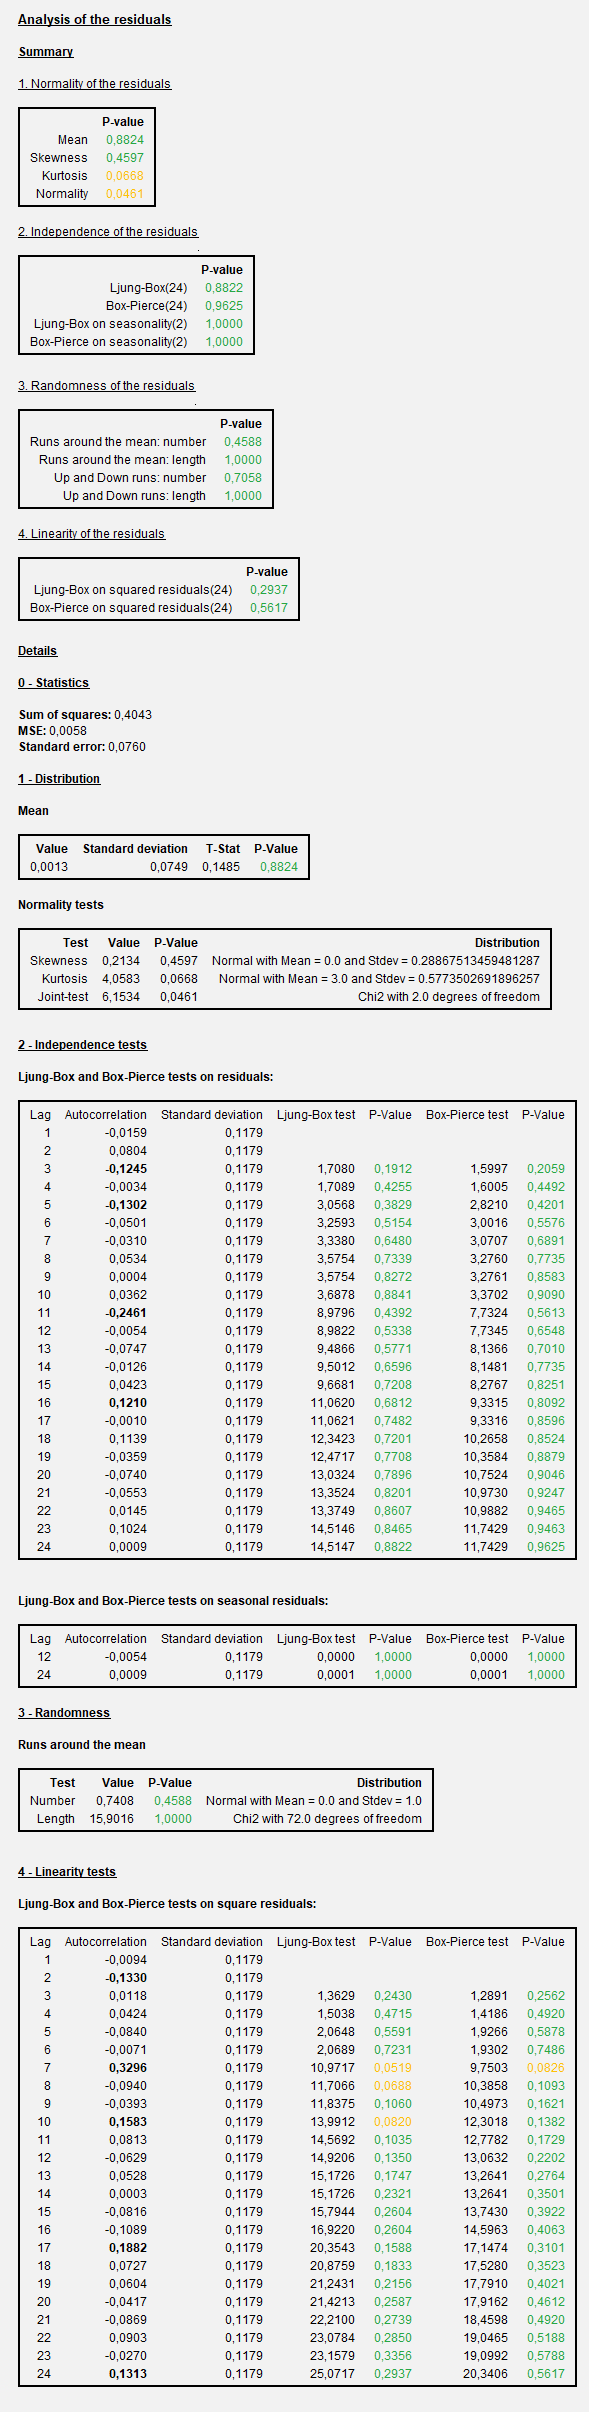 Analysis of the residuals
Summary
1. Normality of the residuals
P-value
Mean 0,8824
Skewness 0,4597
Kurtosis 0,0668
Normality 0,0461
2. Independence of the residuals
P-value
Ljung-Box(24) 0,8822
Box-Pierce(24) 0,9625
Ljung-Box on seasonality(2) 1,0000
Box-Pierce on seasonality(2) 1,0000
3. Randomness of the residuals
P-value
Runs around the mean: number 0,4588
Runs around the mean: length 1,0000
Up and Down runs: number 0,7058
Up and Down runs: length 1,0000
4. Linearity of the residuals
P-value
Ljung-Box on squared residuals(24) 0,2937
Box-Pierce on squared residuals(24) 0,5617
Details
0 - Statistics
Sum of squares: 0,4043
MSE: 0,0058
Standard error: 0,0760
1 - Distribution
Mean
Value Standard deviation T-Stat P-Value
0,0013 0,0749 0,1485 0,8824
Normality tests
Test Value P-Value Distribution
Skewness 0,2134 0,4597 Normal with Mean = 0.0 and Stdev = 0.28867513459481287
Kurtosis 4,0583 0,0668 Normal with Mean = 3.0 and Stdev = 0.5773502691896257
Joint-test 6,1534 0,0461 Chi2 with 2.0 degrees of freedom
2 - Independence tests
Ljung-Box and Box-Pierce tests on residuals:
Lag Autocorrelation Standard deviation Ljung-Box test P-Value Box-Pierce test P-Value
1 -0,0159 0,1179
2 0,0804 0,1179
3 -0,1245 0,1179 1,7080 0,1912 1,5997 0,2059
4 -0,0034 0,1179 1,7089 0,4255 1,6005 0,4492
5 -0,1302 0,1179 3,0568 0,3829 2,8210 0,4201
6 -0,0501 0,1179 3,2593 0,5154 3,0016 0,5576
7 -0,0310 0,1179 3,3380 0,6480 3,0707 0,6891
8 0,0534 0,1179 3,5754 0,7339 3,2760 0,7735
9 0,0004 0,1179 3,5754 0,8272 3,2761 0,8583
10 0,0362 0,1179 3,6878 0,8841 3,3702 0,9090
11 -0,2461 0,1179 8,9796 0,4392 7,7324 0,5613
12 -0,0054 0,1179 8,9822 0,5338 7,7345 0,6548
13 -0,0747 0,1179 9,4866 0,5771 8,1366 0,7010
14 -0,0126 0,1179 9,5012 0,6596 8,1481 0,7735
15 0,0423 0,1179 9,6681 0,7208 8,2767 0,8251
16 0,1210 0,1179 11,0620 0,6812 9,3315 0,8092
17 -0,0010 0,1179 11,0621 0,7482 9,3316 0,8596
18 0,1139 0,1179 12,3423 0,7201 10,2658 0,8524
19 -0,0359 0,1179 12,4717 0,7708 10,3584 0,8879
20 -0,0740 0,1179 13,0324 0,7896 10,7524 0,9046
21 -0,0553 0,1179 13,3524 0,8201 10,9730 0,9247
22 0,0145 0,1179 13,3749 0,8607 10,9882 0,9465
23 0,1024 0,1179 14,5146 0,8465 11,7429 0,9463
24 0,0009 0,1179 14,5147 0,8822 11,7429 0,9625
Ljung-Box and Box-Pierce tests on seasonal residuals:
Lag Autocorrelation Standard deviation Ljung-Box test P-Value Box-Pierce test P-Value
12 -0,0054 0,1179 0,0000 1,0000 0,0000 1,0000
24 0,0009 0,1179 0,0001 1,0000 0,0001 1,0000
3 - Randomness
Runs around the mean
Test Value P-Value Distribution
Number 0,7408 0,4588 Normal with Mean = 0.0 and Stdev = 1.0
Length 15,9016 1,0000 Chi2 with 72.0 degrees of freedom
4 - Linearity tests
Ljung-Box and Box-Pierce tests on square residuals:
Lag Autocorrelation Standard deviation Ljung-Box test P-Value Box-Pierce test P-Value
1 -0,0094 0,1179
2 -0,1330 0,1179
3 0,0118 0,1179 1,3629 0,2430 1,2891 0,2562
4 0,0424 0,1179 1,5038 0,4715 1,4186 0,4920
5 -0,0840 0,1179 2,0648 0,5591 1,9266 0,5878
6 -0,0071 0,1179 2,0689 0,7231 1,9302 0,7486
7 0,3296 0,1179 10,9717 0,0519 9,7503 0,0826
8 -0,0940 0,1179 11,7066 0,0688 10,3858 0,1093
9 -0,0393 0,1179 11,8375 0,1060 10,4973 0,1621
10 0,1583 0,1179 13,9912 0,0820 12,3018 0,1382
11 0,0813 0,1179 14,5692 0,1035 12,7782 0,1729
12 -0,0629 0,1179 14,9206 0,1350 13,0632 0,2202
13 0,0528 0,1179 15,1726 0,1747 13,2641 0,2764
14 0,0003 0,1179 15,1726 0,2321 13,2641 0,3501
15 -0,0816 0,1179 15,7944 0,2604 13,7430 0,3922
16 -0,1089 0,1179 16,9220 0,2604 14,5963 0,4063
17 0,1882 0,1179 20,3543 0,1588 17,1474 0,3101
18 0,0727 0,1179 20,8759 0,1833 17,5280 0,3523
19 0,0604 0,1179 21,2431 0,2156 17,7910 0,4021
20 -0,0417 0,1179 21,4213 0,2587 17,9162 0,4612
21 -0,0869 0,1179 22,2100 0,2739 18,4598 0,4920
22 0,0903 0,1179 23,0784 0,2850 19,0465 0,5188
23 -0,0270 0,1179 23,1579 0,3356 19,0992 0,5788
24 0,1313 0,1179 25,0717 0,2937 20,3406 0,5617